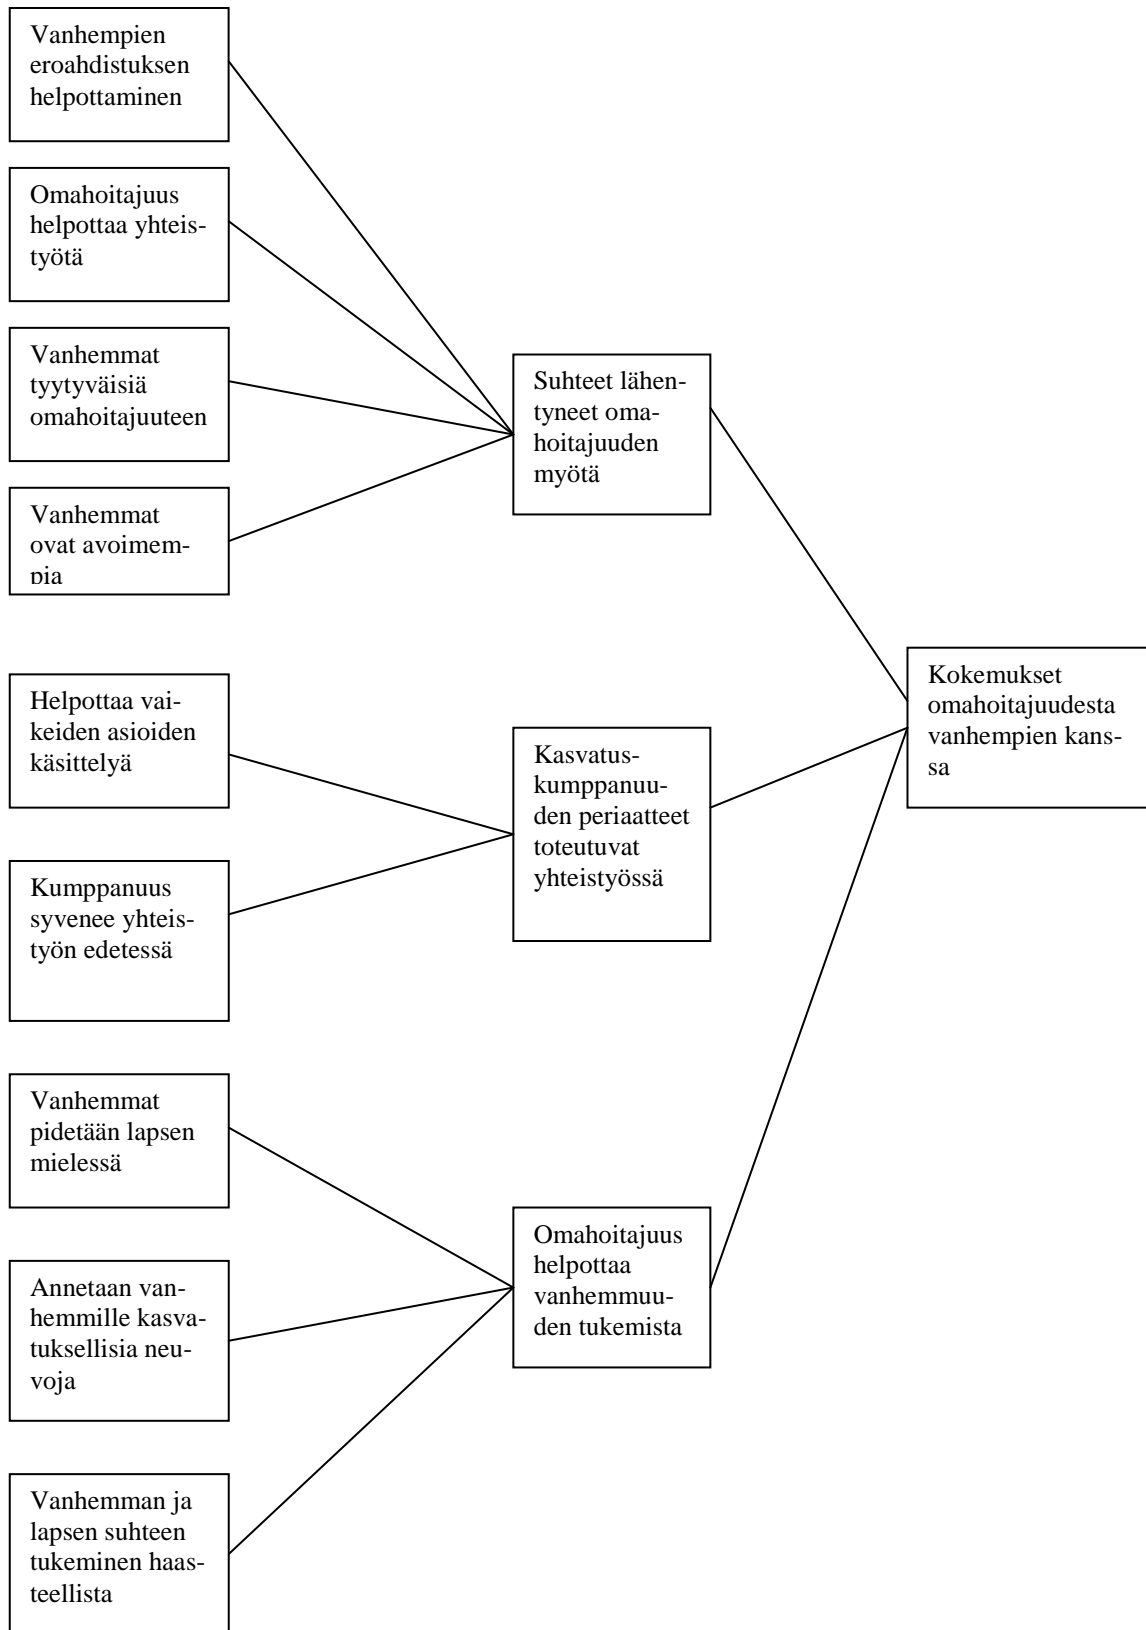 Vanhempien
eroahdistuksen
helpottaminen
Omahoitajuus
helpottaa yhteis-
työtä
Vanhemmat
tyytyväisiä
omahoitajuuteen
Vanhemmat
ovat avoimem-
pia
Helpottaa vai-
keiden asioiden
käsittelyä
Kumppanuus
syvenee yhteis-
työn edetessä
Vanhemmat
pidetään lapsen
mielessä
Annetaan van-
hemmille kasva-
tuksellisia neu-
voja
Vanhemman ja
lapsen suhteen
tukeminen haas-
teellista
Suhteet lähen-
tyneet oma-
hoitajuuden
myötä
Kasvatus-
kumppanuu-
den periaatteet
toteutuvat
yhteistyössä
Omahoitajuus
helpottaa
vanhemmuu-
den tukemista
Kokemukset
omahoitajuudesta
vanhempien kans-
sa